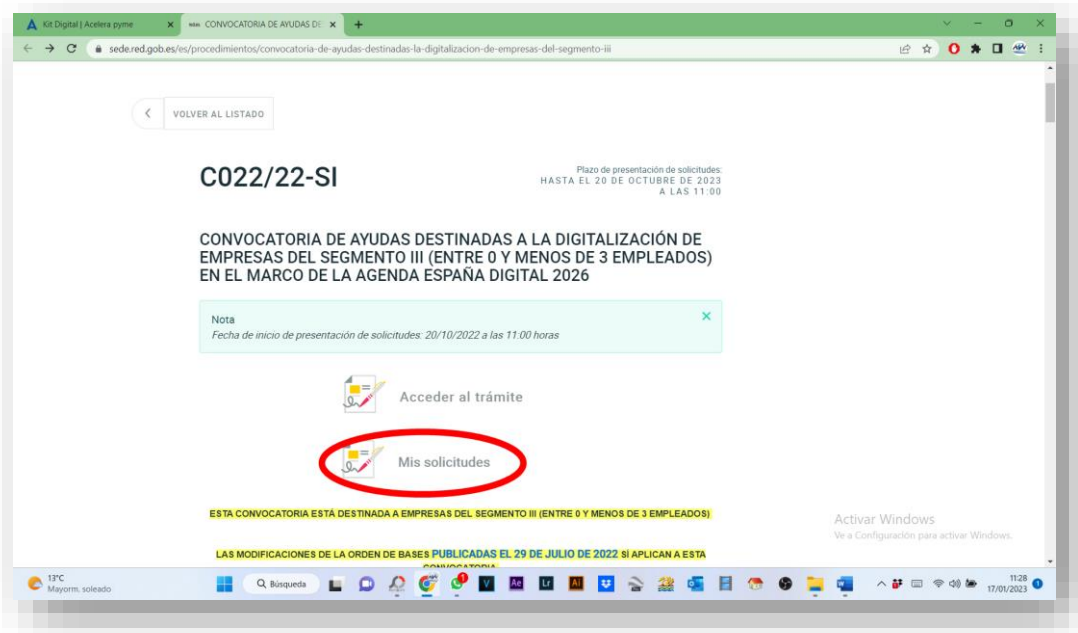 Kit Digital | Acelera pyme
CONVOCATORIA DE AYUDAS DE
sede.red.gob.es/es/procedimientos/convocatoria-de-ayudas-destinadas-la-digitalizacion-de-empresas-del-segmento-iii
VOLVER AL LISTADO
C022/22-SI
Plazo de presentación de solicitudes:
HASTA EL 20 DE OCTUBRE DE 2023
A LAS 11:00
CONVOCATORIA DE AYUDAS DESTINADAS A LA DIGITALIZACIÓN DE
EMPRESAS DEL SEGMENTO III (ENTRE 0 Y MENOS DE 3 EMPLEADOS)
EN EL MARCO DE LA AGENDA ESPAÑA DIGITAL 2026
Nota
Fecha de inicio de presentación de solicitudes: 20/10/2022 a las 11:00 horas
Acceder al trámite
Mis solicitudes
ESTA CONVOCATORIA ESTÁ DESTINADA A EMPRESAS DEL SEGMENTO III (ENTRE 0 Y MENOS DE 3 EMPLEADOS)
LAS MODIFICACIONES DE LA ORDEN DE BASES PUBLICADAS EL 29 DE JULIO DE 2022 SÍ APLICAN A ESTA
CONVOCATORIA
Activar Windows
Ve a Configuración para activar Windows.
13°C
Mayorm. soleado
Búsqueda
V
Ae
Lr
AI
11:28
17/01/2023